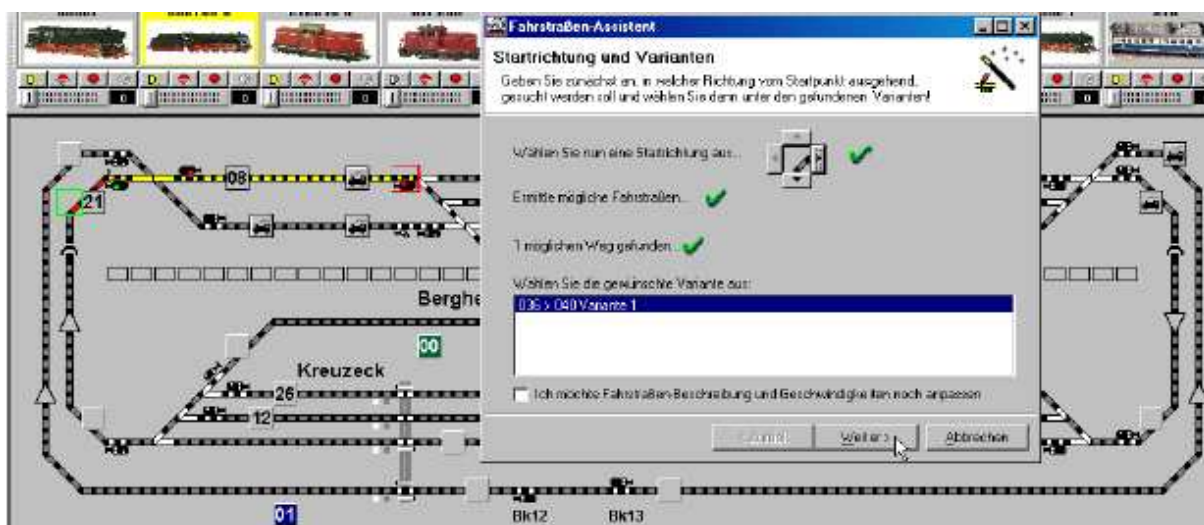 Fahrstraßen-Assistent
Startrichtung und Varianten
Geben Sie zunächst an, in welcher Richtung vom Startpunkt ausgehend,
gesucht werden soll und wählen Sie dann unter den gefundenen Varianten!
Wählen Sie nun eine Startrichtung aus...
Ermittle mögliche Fahrstraßen...
1 möglichen Weg gefunden...
Wählen Sie die gewünschte Variante aus:
036 > 040 Variante 1
Ich möchte Fahrstraßen-Beschreibung und Geschwindigkeiten noch anpassen
Weiter >
Abbrechen
08
21
00
Kreuzeck
26
12
01
Bk12
Bk13